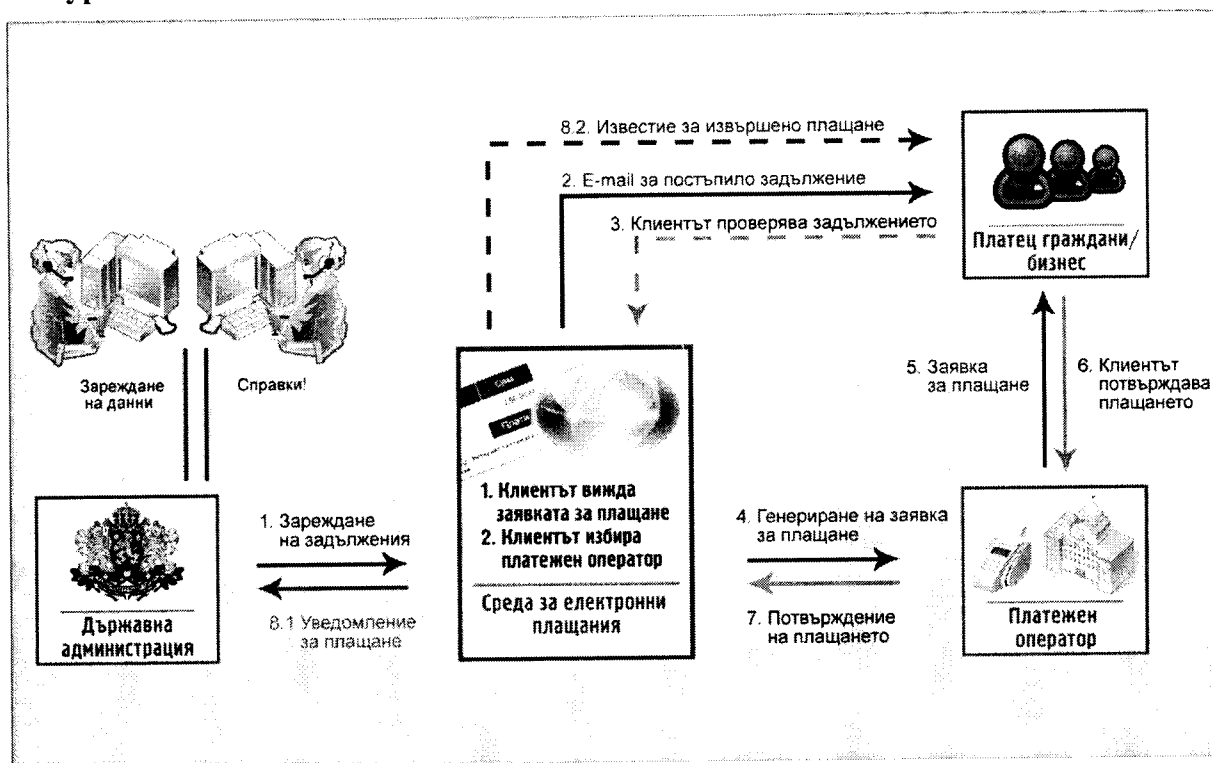 8.2. Известие за извършено плащане
2. E-mail за постъпило задължение
3. Клиентът проверява задължението
Платец граждани/
бизнес
Зареждане
на данни
Справки!
5. Заявка
за плащане
6. Клиентът
потвърждава
плащането
Сума
Плати
1. Клиентът вижда
заявката за плащане
2. Клиентът избира
платежен оператор
Среда за електронни
плащания
1. Зареждане
на задължения
8.1 Уведомление
за плащане
Държавна
администрация
4. Генериране на заявка
за плащане
7. Потвърждение
на плащането
Платежен
оператор